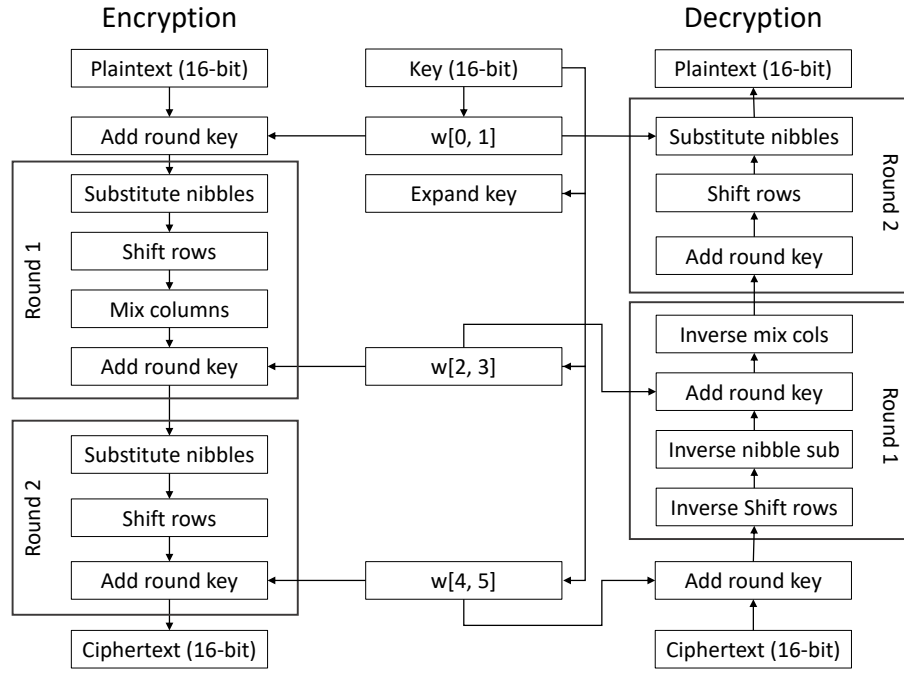 Encryption
Decryption
Plaintext (16-bit)
Key (16-bit)
Plaintext (16-bit)
Add round key
w[0, 1]
Substitute nibbles
Substitute nibbles
Expand key
Shift rows
Round 2
Shift rows
Round 1
Add round key
Mix columns
Inverse mix cols
Add round key
w[2, 3]
Add round key
Round 1
Substitute nibbles
Inverse nibble sub
Round 2
Shift rows
Inverse Shift rows
Add round key
w[4, 5]
Add round key
Ciphertext (16-bit)
Ciphertext (16-bit)